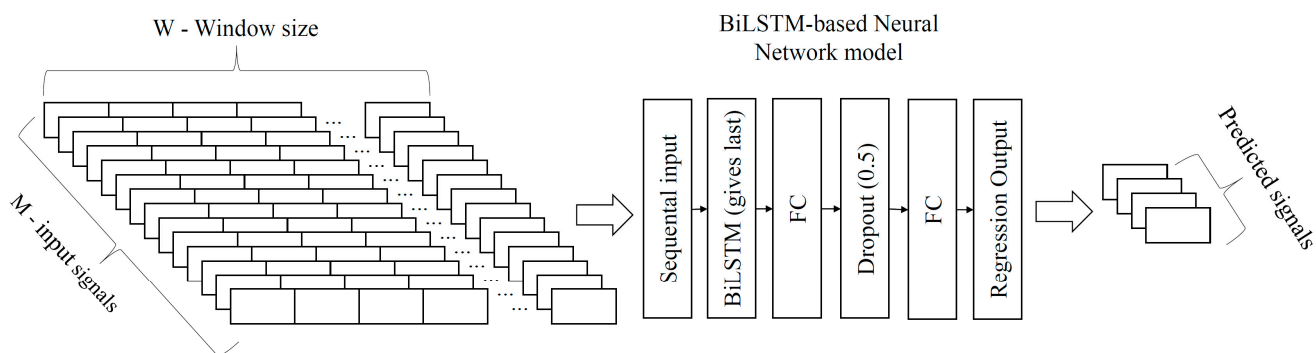 W - Window size
BiLSTM-based Neural
Network model
M - input signals
...
...
...
...
...
...
...
...
...
...
...
...
...
...
Sequental input
BiLSTM (gives last)
FC
Dropout (0.5)
FC
Regression Output
Predicted signals